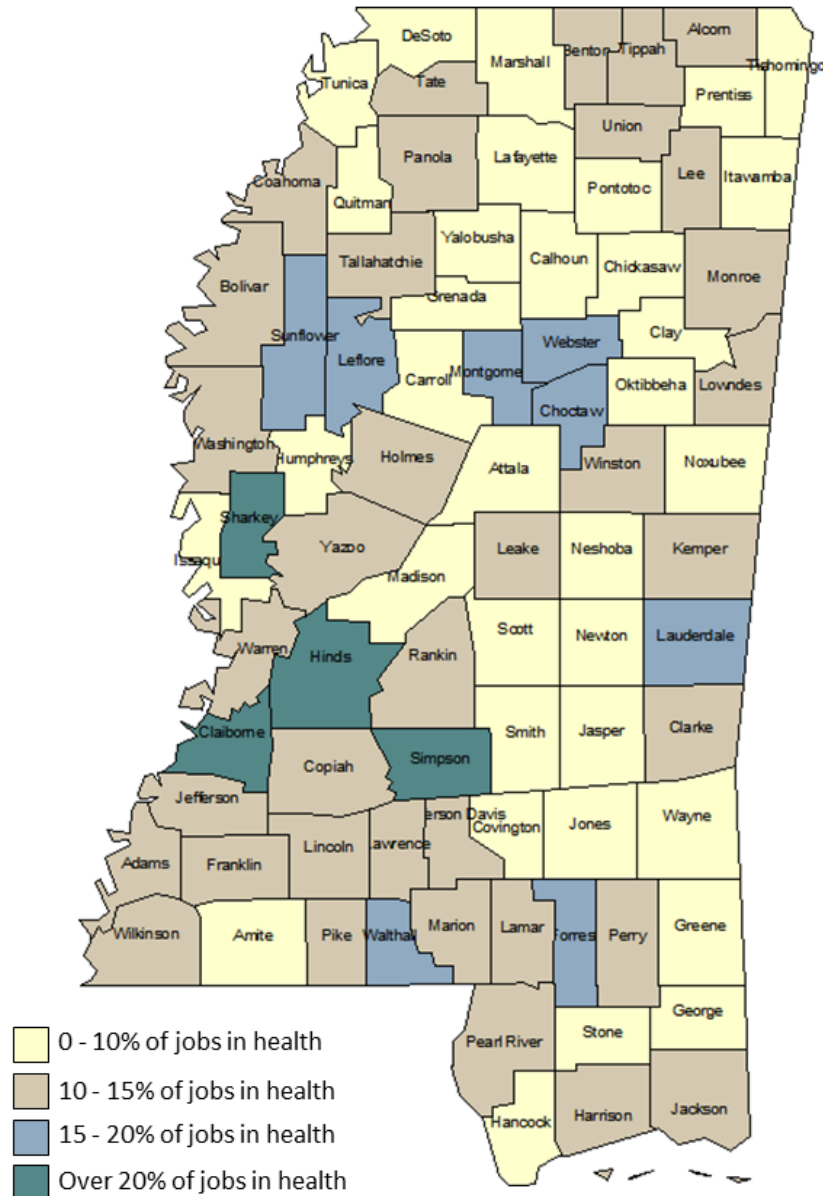 DeSoto
Marshall
Benton
Tippah
Alcorn
Tishomingo
Tunica
Tate
Prentiss
Union
Panola
Lafayette
Coahoma
Quitman
Pontotoc
Lee
Itawamba
Yalobusha
Tallahatchie
Calhoun
Chickasaw
Monroe
Bolivar
Grenada
Sunflower
Leflore
Webster
Clay
Carroll
Montgome
Oktibbeha
Lowndes
Choctaw
Washington
Humphreys
Holmes
Attala
Winston
Noxubee
Sharkey
Yazoo
Leake
Neshoba
Kemper
Issaqu
Madison
Scott
Newton
Lauderdale
Warren
Hinds
Rankin
Claiborne
Copiah
Simpson
Smith
Jasper
Clarke
Jefferson
erson Davis
Covington
Jones
Wayne
Lincoln
Lawrence
Adams
Franklin
Wilkinson
Amite
Pike
Walthall
Marion
Lamar
Forres
Perry
Greene
George
Stone
Pearl River
Hancock
Harrison
Jackson
0 - 10% of jobs in health
10 - 15% of jobs in health
15 - 20% of jobs in health
Over 20% of jobs in health